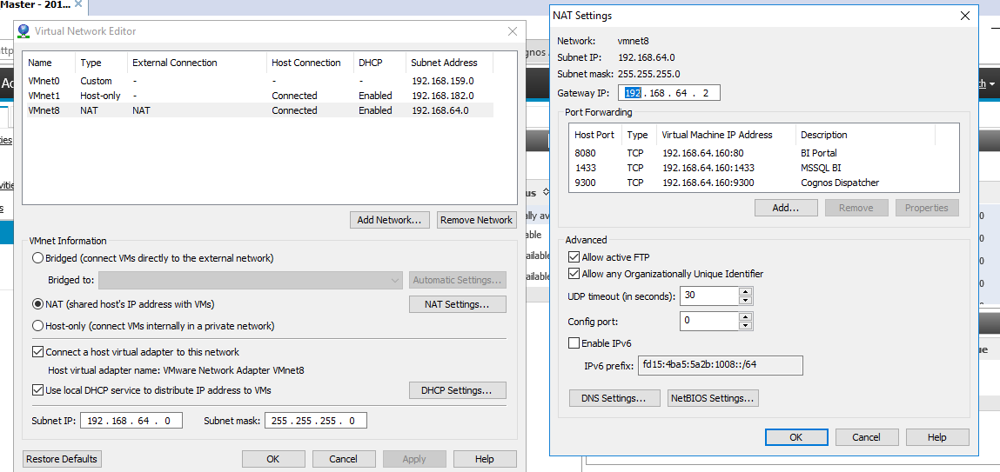 Master - 201...
Virtual Network Editor
Name Type External Connection Host Connection DHCP Subnet Address
VMnet0 Custom - - - 192.168.159.0
VMnet1 Host-only - Connected Enabled 192.168.182.0
VMnet8 NAT NAT Connected Enabled 192.168.64.0
Add Network... Remove Network
VMnet Information
Bridged (connect VMs directly to the external network)
Bridged to: Automatic Settings...
NAT (shared host's IP address with VMs) NAT Settings...
Host-only (connect VMs internally in a private network)
Connect a host virtual adapter to this network
Host virtual adapter name: VMware Network Adapter VMnet8
Use local DHCP service to distribute IP address to VMs DHCP Settings...
Subnet IP: 192 . 168 . 64 . 0 Subnet mask: 255 . 255 . 255 . 0
Restore Defaults OK Cancel Apply Help
NAT Settings
Network: vmnet8
Subnet IP: 192.168.64.0
Subnet mask: 255.255.255.0
Gateway IP: 192 . 168 . 64 . 2
Port Forwarding
Host Port Type Virtual Machine IP Address Description
8080 TCP 192.168.64.160:80 BI Portal
1433 TCP 192.168.64.160:1433 MSSQL BI
9300 TCP 192.168.64.160:9300 Cognos Dispatcher
Add... Remove Properties
Advanced
Allow active FTP
Allow any Organizationally Unique Identifier
UDP timeout (in seconds): 30
Config port: 0
Enable IPv6
IPv6 prefix: fd15:4ba5:5a2b:1008::/64
DNS Settings... NetBIOS Settings...
OK Cancel Help